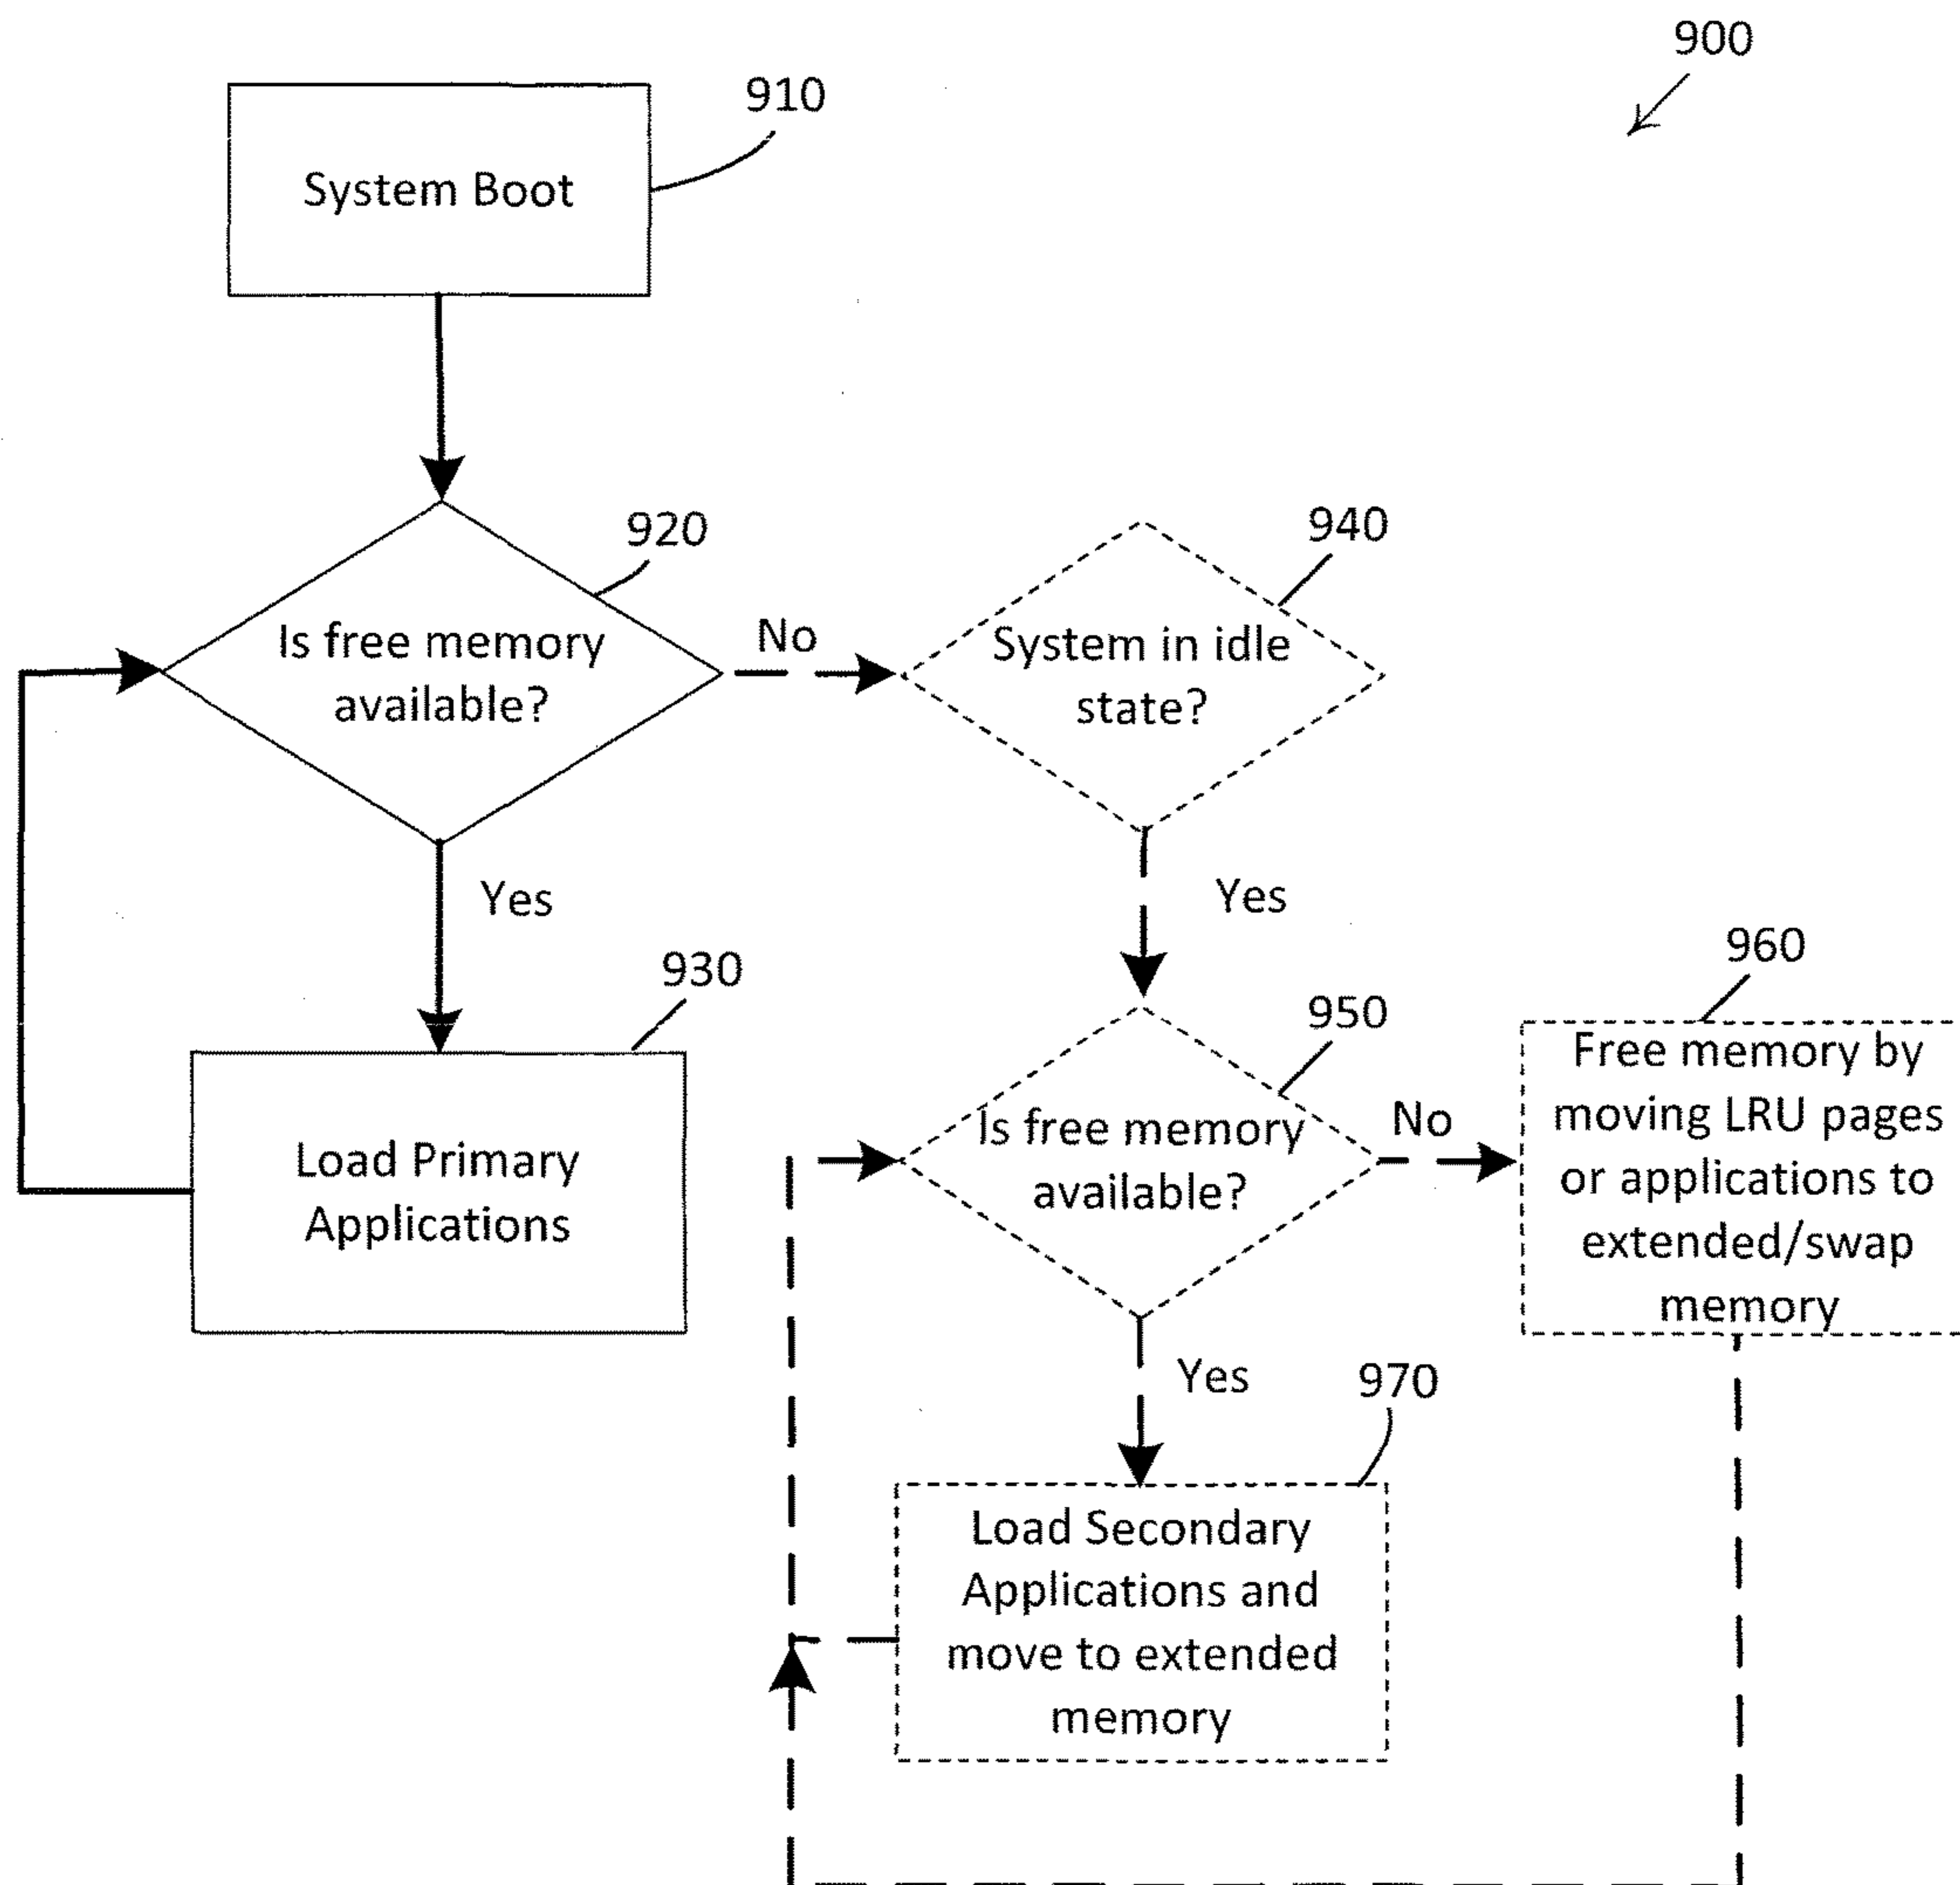 900
910
System Boot
920
Is free memory
available?
No
940
System in idle
state?
Yes
Yes
930
Load Primary
Applications
950
Is free memory
available?
No
960
Free memory by
moving LRU pages
or applications to
extended/swap
memory
Yes
970
Load Secondary
Applications and
move to extended
memory